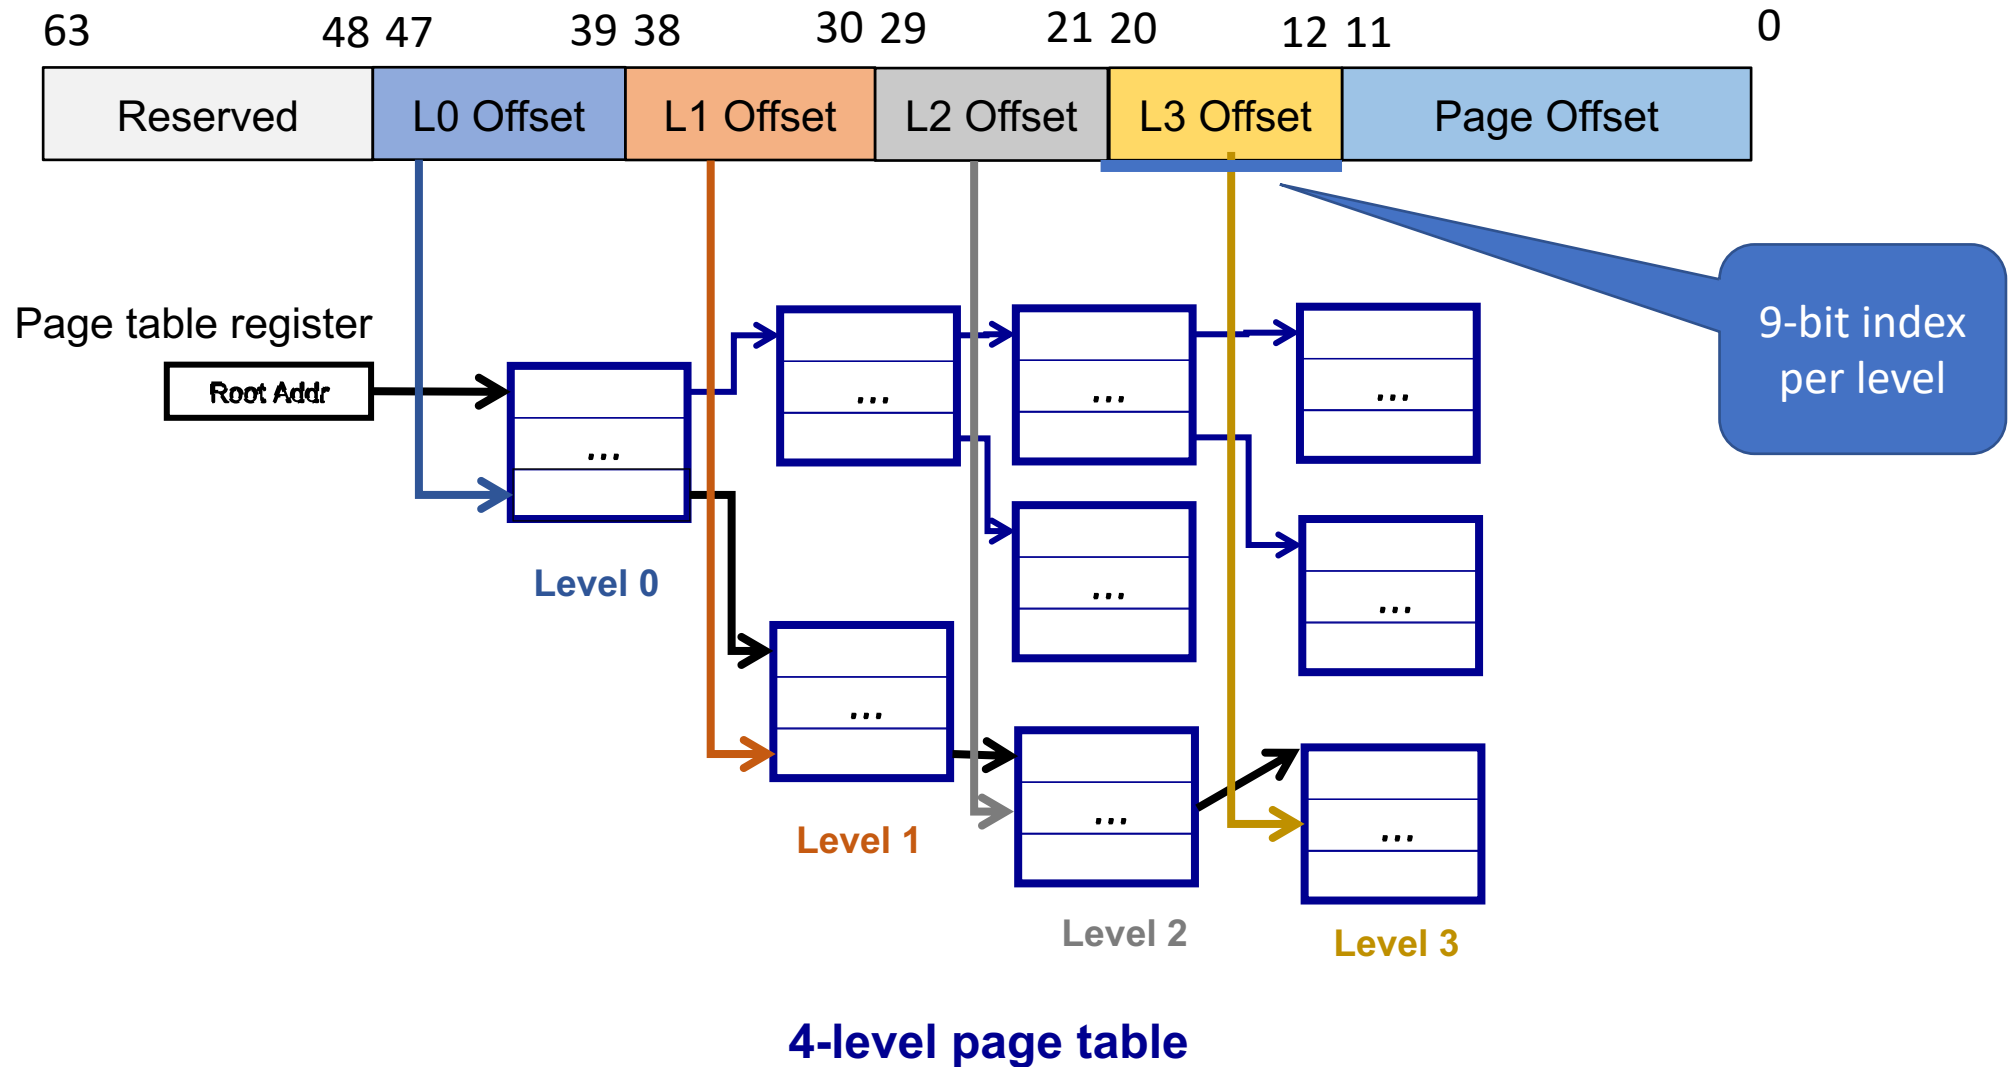 63 48 47 39 38 30 29 21 20 12 11 0
Reserved L0 Offset L1 Offset L2 Offset L3 Offset Page Offset
Page table register
Root Addr
9-bit index
per level
...
...
...
...
...
...
...
...
...
Level 0
Level 1
Level 2
Level 3
4-level page table